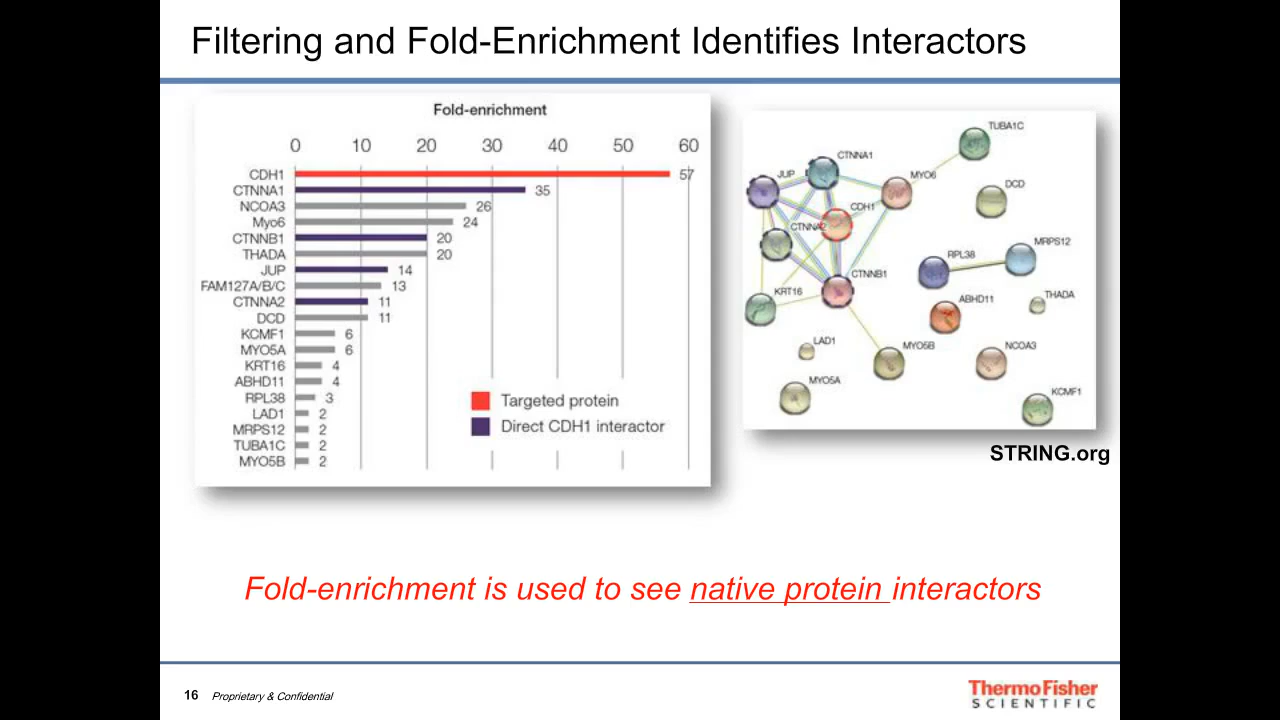 Filtering and Fold-Enrichment Identifies Interactors
Fold-enrichment
0 10 20 30 40 50 60
CDH1 57
CTNNA1 35
NCOA3 26
Myo6 24
CTNNB1 20
THADA 20
JUP 14
FAM127A/B/C 13
CTNNA2 11
DCD 11
KCMF1 6
MYO5A 6
KRT16 4
ABHD11 4
RPL38 3
LAD1 2
MRPS12 2
TUBA1C 2
MYO5B 2
Targeted protein
Direct CDH1 interactor
TUBA1C
CTNNA1
JUP
MYO6
DCD
CDH1
CTNNA2
MRPS12
RPL38
CTNNB1
KRT16
THADA
ABHD11
LAD1
MYO5B
NCOA3
MYO5A
KCMF1
STRING.org
Fold-enrichment is used to see native protein interactors
16 Proprietary & Confidential
ThermoFisher
SCIENTIFIC